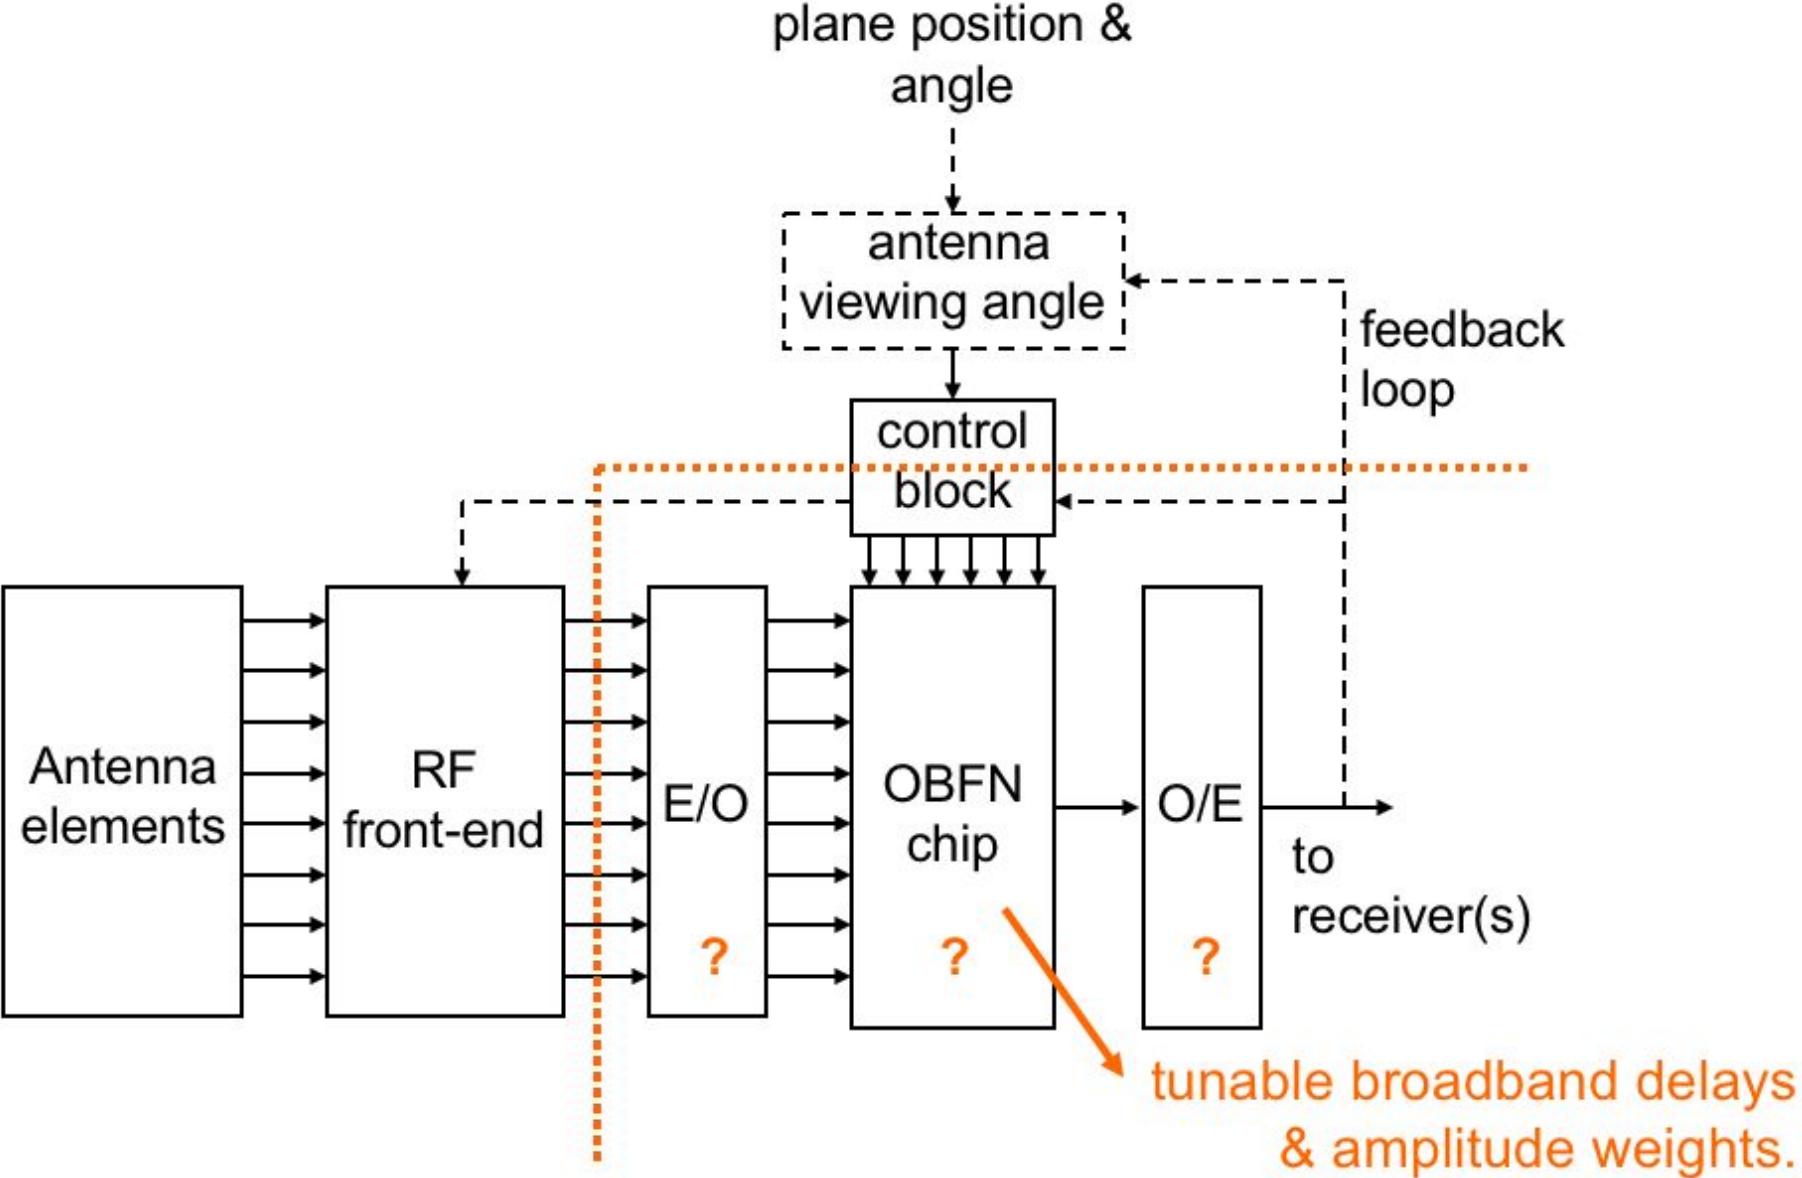 plane position &
angle
antenna
viewing angle
feedback
loop
control
block
Antenna
elements
RF
front-end
E/O
?
OBFN
chip
?
O/E
?
to
receiver(s)
tunable broadband delays
& amplitude weights.